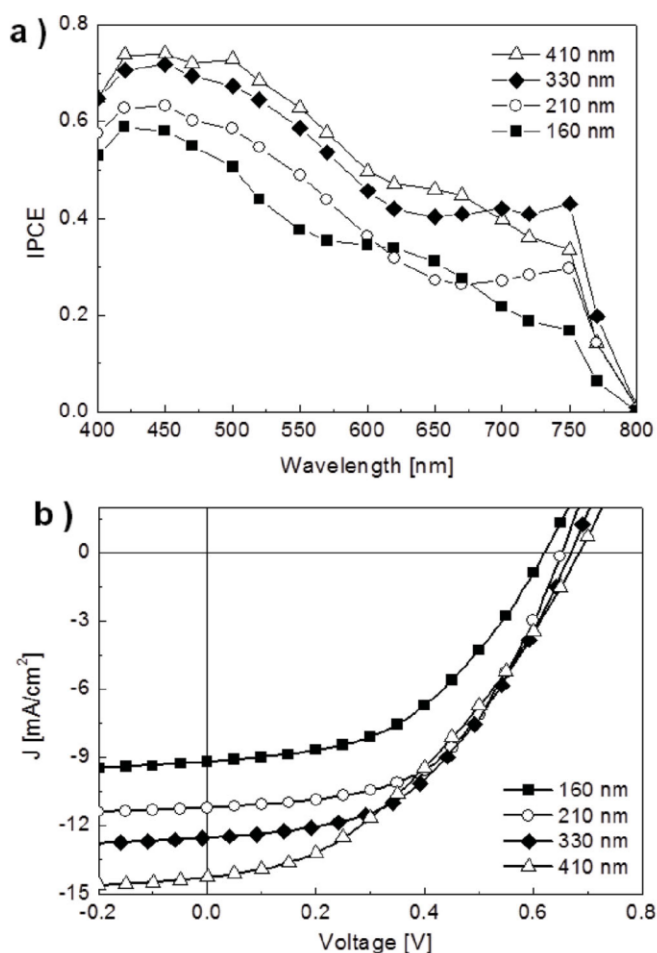 a )
0.8
0.6
0.4
0.2
0.0
IPCE
410 nm
330 nm
210 nm
160 nm
400 450 500 550 600 650 700 750 800
Wavelength [nm]
b )
0
-3
-6
-9
-12
-15
J [mA/cm²]
160 nm
210 nm
330 nm
410 nm
-0.2 0.0 0.2 0.4 0.6 0.8
Voltage [V]